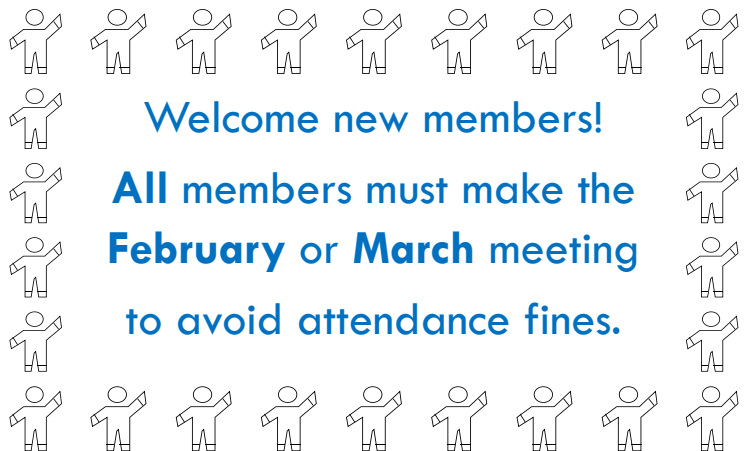 Welcome new members!
All members must make the
February or March meeting
to avoid attendance fines.